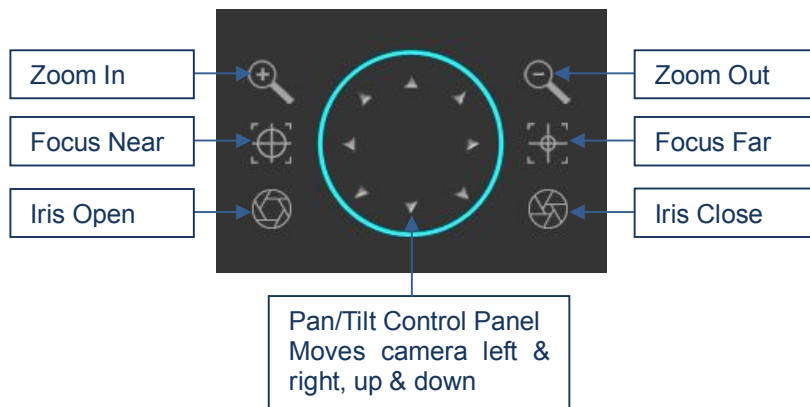 Zoom In
Zoom Out
Focus Near
Focus Far
Iris Open
Iris Close
Pan/Tilt Control Panel
Moves camera left &
right, up & down